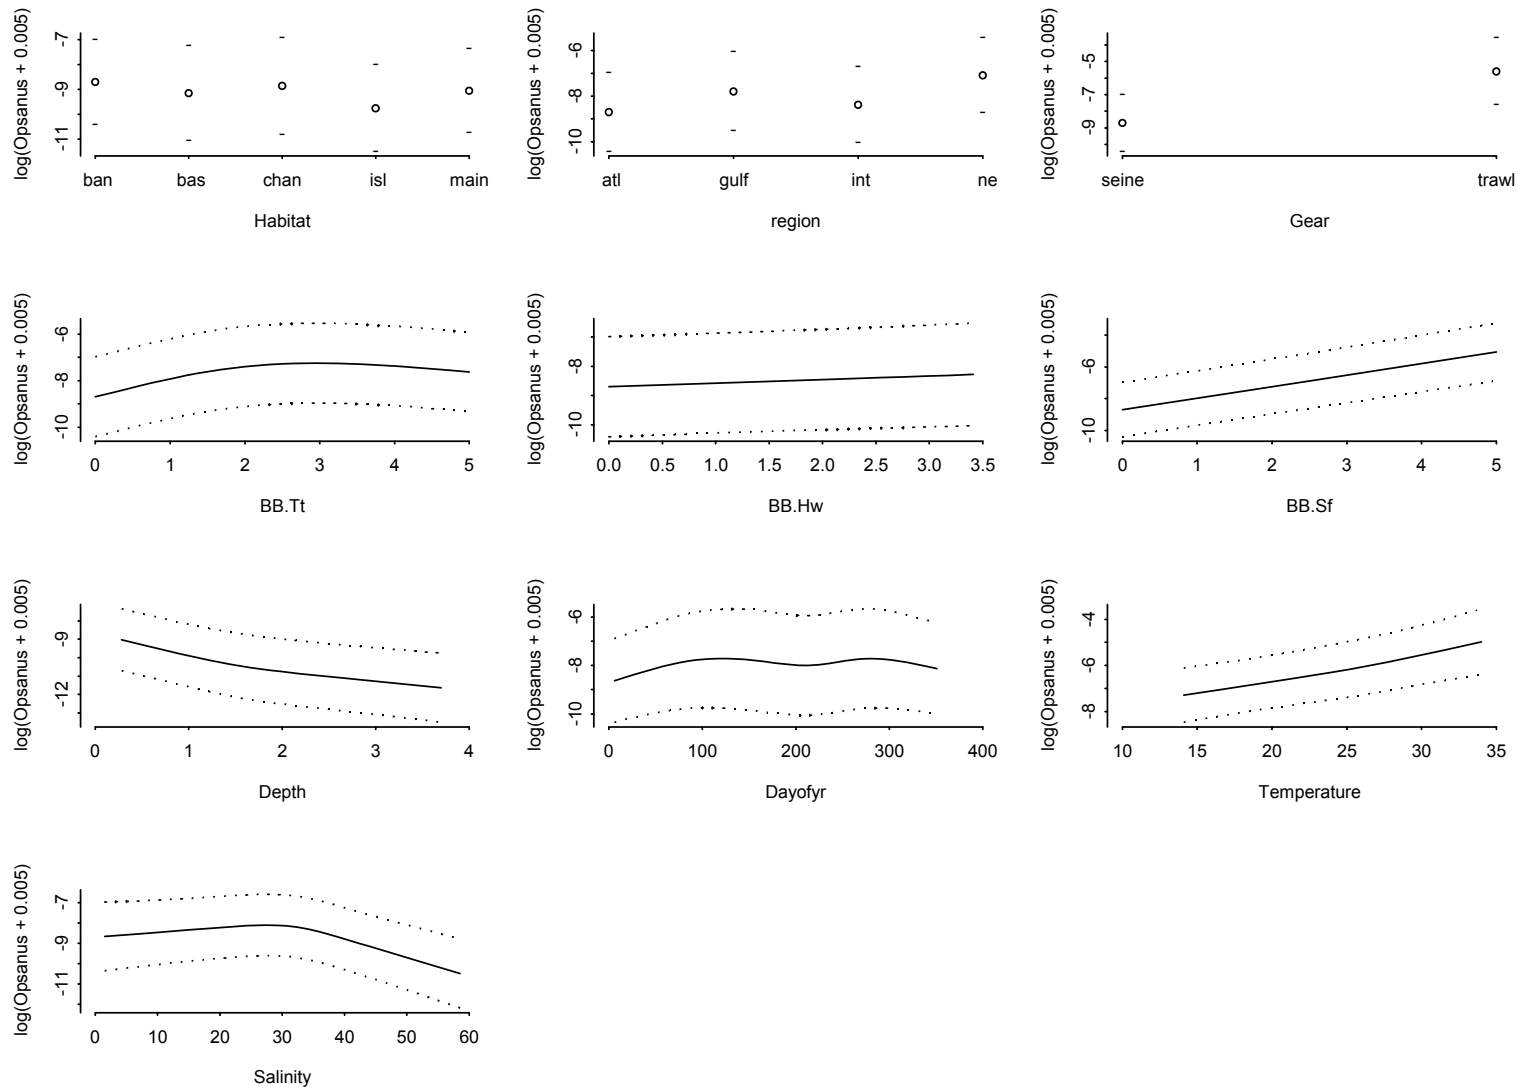 log(Opsanus + 0.005)
-7
-9
-11
ban bas chan isl main
Habitat
log(Opsanus + 0.005)
-6
-8
-10
atl gulf int ne
region
log(Opsanus + 0.005)
-5
-7
-9
seine trawl
Gear
log(Opsanus + 0.005)
-6
-8
-10
0 1 2 3 4 5
BB.Tt
log(Opsanus + 0.005)
-8
-10
0.0 0.5 1.0 1.5 2.0 2.5 3.0 3.5
BB.Hw
log(Opsanus + 0.005)
-6
-10
0 1 2 3 4 5
BB.Sf
log(Opsanus + 0.005)
-9
-12
0 1 2 3 4
Depth
log(Opsanus + 0.005)
-6
-8
-10
0 100 200 300 400
Dayofyr
log(Opsanus + 0.005)
-4
-6
-8
10 15 20 25 30 35
Temperature
log(Opsanus + 0.005)
-7
-9
-11
0 10 20 30 40 50 60
Salinity